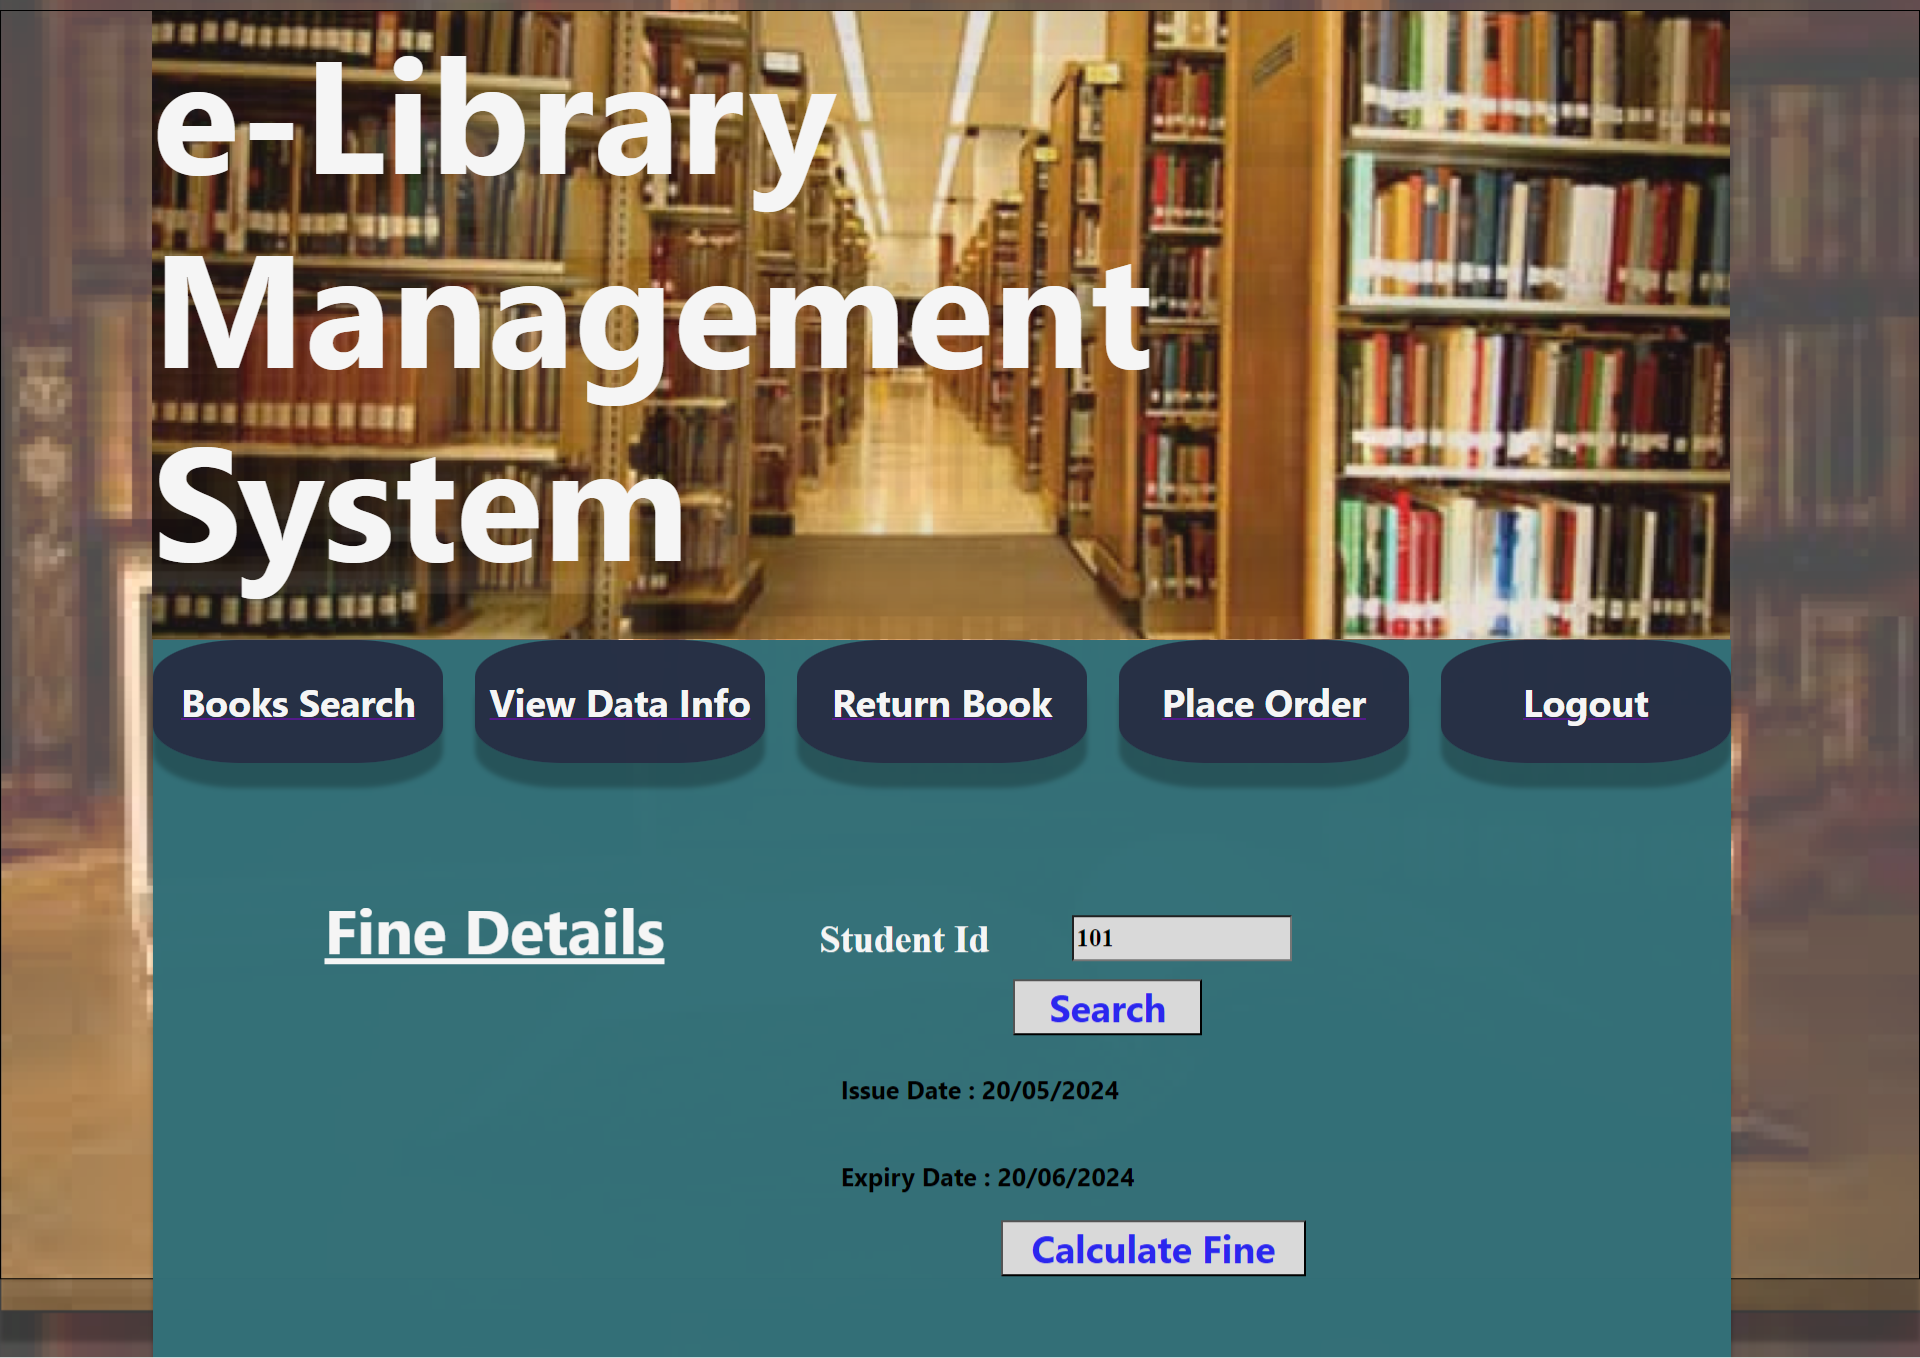 e-Library
Management
System
Books Search
View Data Info
Return Book
Place Order
Logout
Fine Details
Student Id
101
Search
Issue Date : 20/05/2024
Expiry Date : 20/06/2024
Calculate Fine